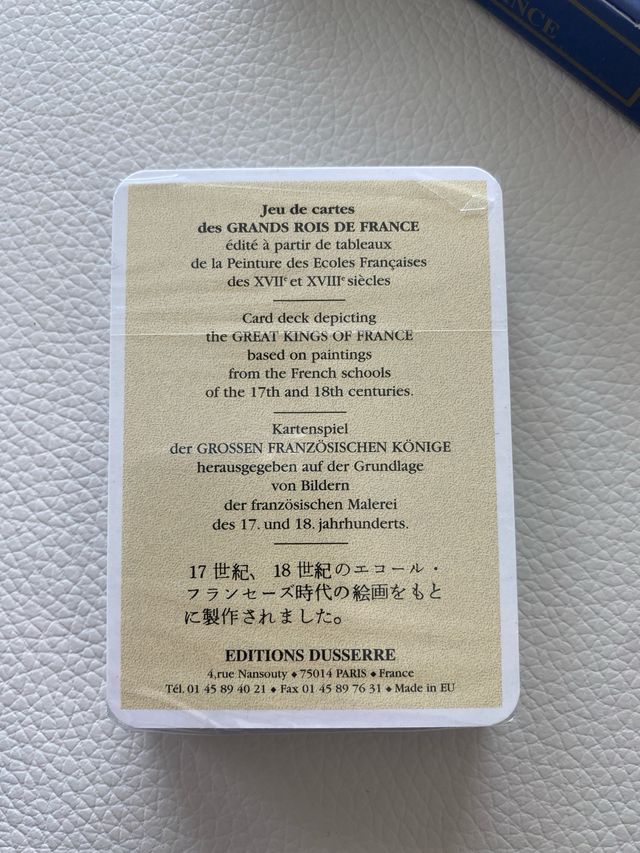 RANCE
Jeu de cartes
des GRANDS ROIS DE FRANCE
édité à partir de tableaux
de la Peinture des Ecoles Françaises
des XVIIe et XVIIIe siècles
Card deck depicting
the GREAT KINGS OF FRANCE
based on paintings
from the French schools
of the 17th and 18th centuries.
Kartenspiel
der GROSSEN FRANZÖSISCHEN KÖNIGE
herausgegeben auf der Grundlage
von Bildern
der französischen Malerei
des 17. und 18. jahrhunderts.
17 世紀、 18 世紀のエコール・
フランセーズ時代の絵画をもと
に製作されました。
EDITIONS DUSSERRE
4,rue Nansouty ◆ 75014 PARIS ◆ France
Tél. 01 45 89 40 21 ◆ Fax 01 45 89 76 31 ◆ Made in EU